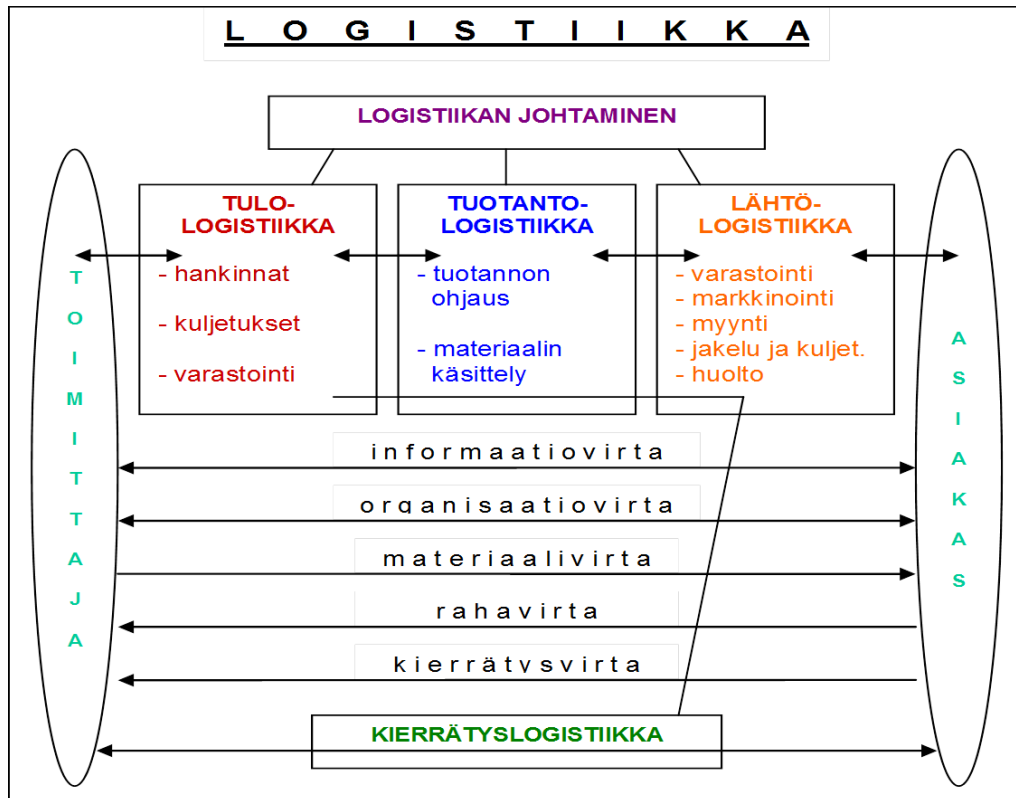 L O G I S T I I K K A
LOGISTIIKAN JOHTAMINEN
TULO-
LOGISTIIKKA
- hankinnat
- kuljetukset
- varastointi
TUOTANTO-
LOGISTIIKKA
- tuotannon
ohjaus
- materiaalin
käsittely
LÄHTÖ-
LOGISTIIKKA
- varastointi
- markkinointi
- myynti
- jakelu ja kuljet.
- huolto
T O I M I T T A J A
A S I A K A S
i n f o r m a a t i o v i r t a
o r g a n i s a a t i o v i r t a
m a t e r i a a l i v i r t a
r a h a v i r t a
k i e r r ä t y s v i r t a
KIERRÄTYSLOGISTIIKKA